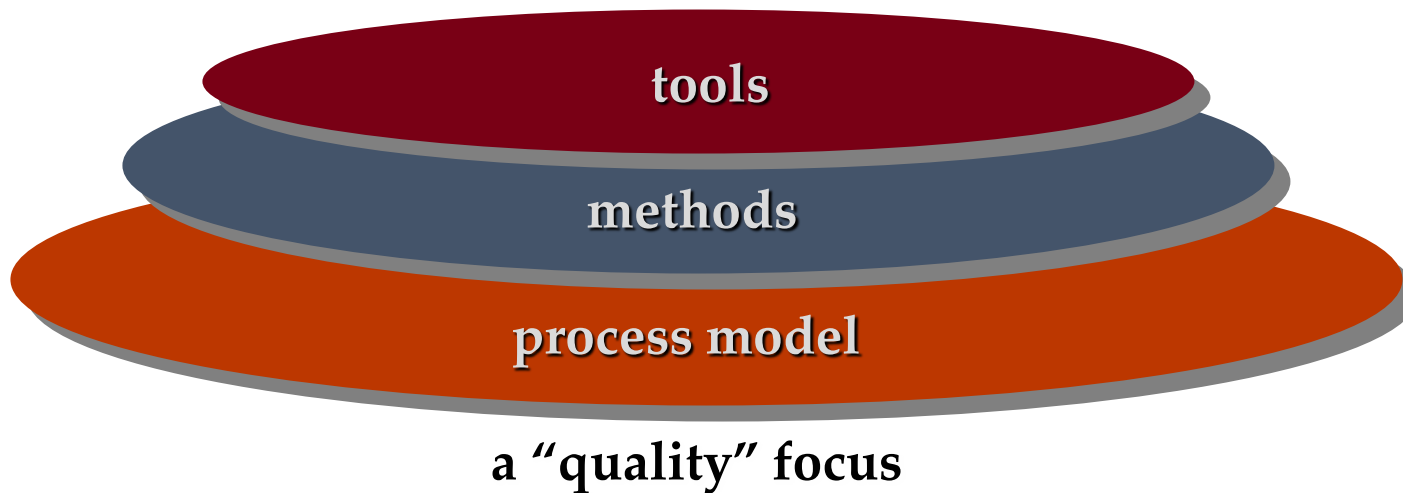 tools
methods
process model
a “quality” focus